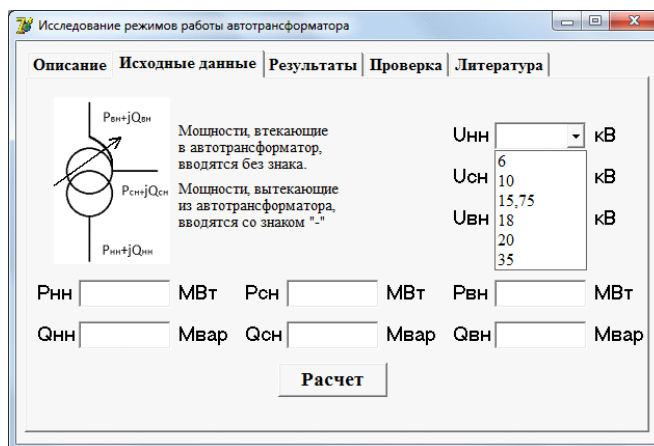 Исследование режимов работы автотрансформатора
Описание Исходные данные Результаты Проверка Литература
Pвн+jQвн
Pсн+jQсн
Pнн+jQнн
Мощности, втекающие
в автотрансформатор,
вводятся без знака.
Мощности, вытекающие
из автотрансформатора,
вводятся со знаком "-"
Uнн кВ
6
10
15,75
18
20
35
Uсн кВ
Uвн кВ
Pнн МВт Pсн МВт Pвн МВт
Qнн Мвар Qсн Мвар Qвн Мвар
Расчет